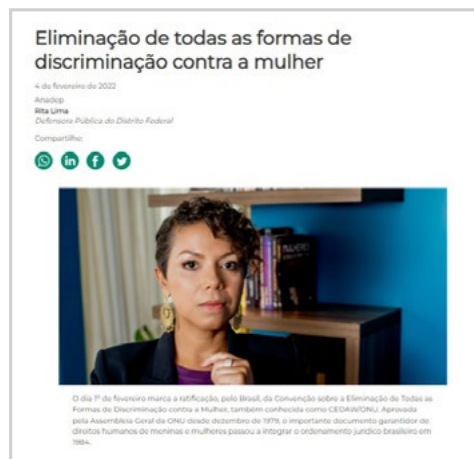 Eliminação de todas as formas de
discriminação contra a mulher
4 de fevereiro de 2022
Anadep
Rita Lima
Defensora Pública do Distrito Federal
Compartilhe:
MULHERES
O dia 1º de fevereiro marca a ratificação, pelo Brasil, da Convenção sobre a Eliminação de Todas as
Formas de Discriminação contra a Mulher, também conhecida como CEDAW/ONU. Aprovada
pela Assembleia Geral da ONU desde dezembro de 1979, o importante documento garantidor de
direitos humanos de meninas e mulheres passou a integrar o ordenamento jurídico brasileiro em
1984.